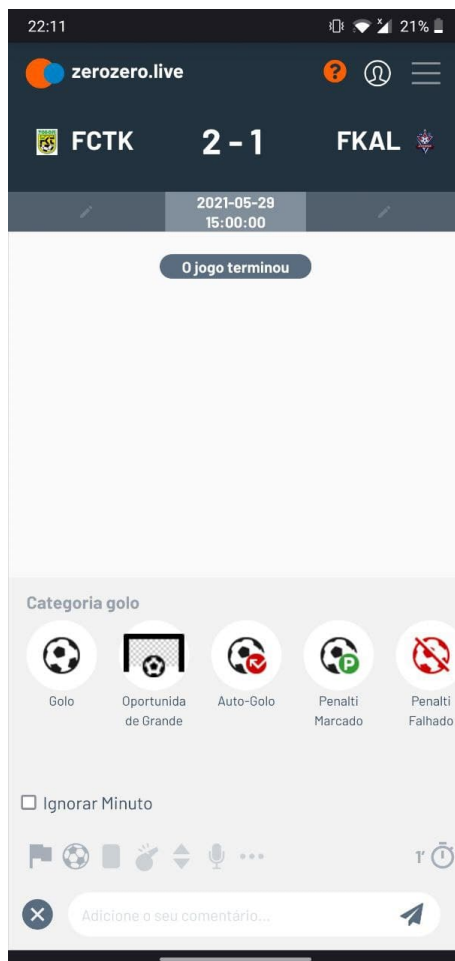 22:11
21%
zerozero.live
?
FCTK 2 - 1 FKAL
2021-05-29
15:00:00
O jogo terminou
Categoria golo
Golo
Oportunida
de Grande
Auto-Golo
P
Penalti
Marcado
Penalti
Falhado
Ignorar Minuto
1'
Adicione o seu comentário...